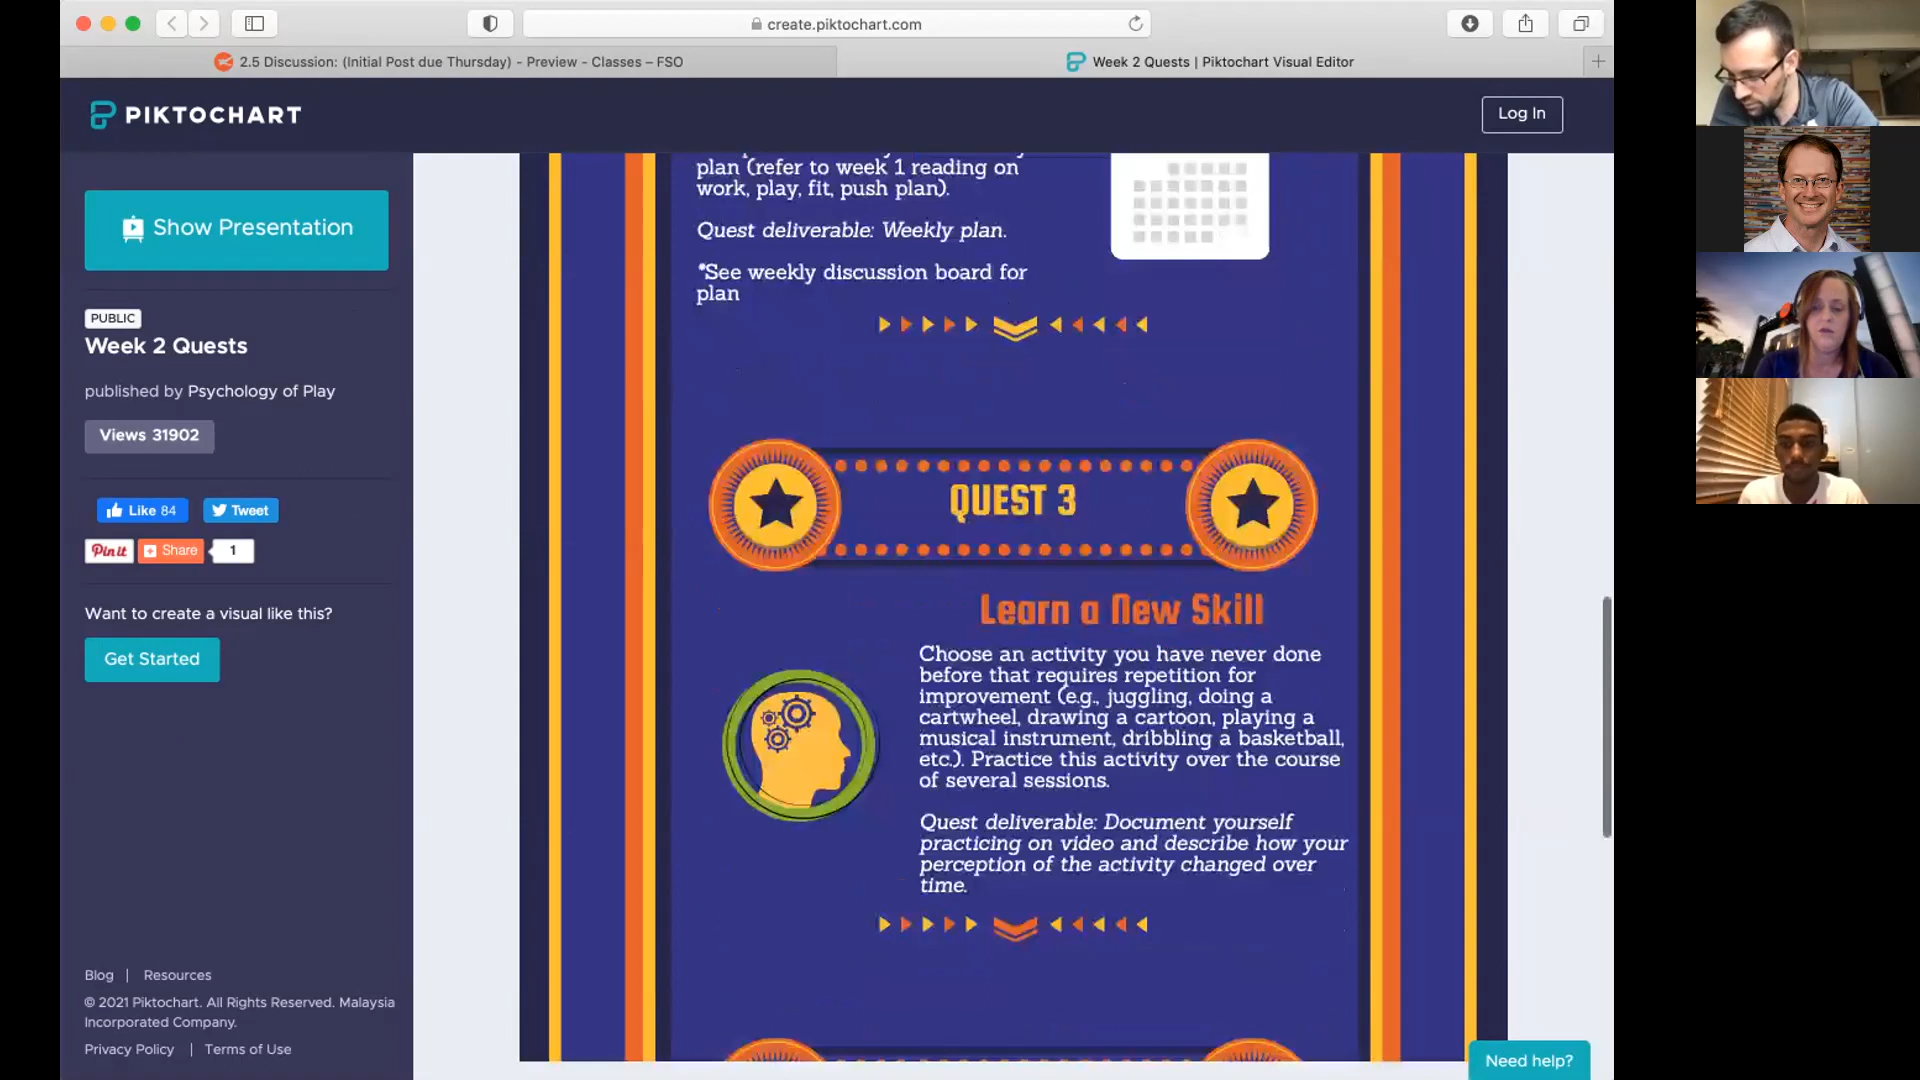 create.piktochart.com
2.5 Discussion: (Initial Post due Thursday) - Preview - Classes – FSO
Week 2 Quests | Piktochart Visual Editor
PIKTOCHART
Log In
Show Presentation
PUBLIC
Week 2 Quests
published by Psychology of Play
Views 31902
Like 84
Tweet
Pin it
Share
1
Want to create a visual like this?
Get Started
Blog | Resources
© 2021 Piktochart. All Rights Reserved. Malaysia
Incorporated Company.
Privacy Policy | Terms of Use
plan (refer to week 1 reading on
work, play, fit, push plan).
Quest deliverable: Weekly plan.
*See weekly discussion board for
plan
QUEST 3
Learn a New Skill
Choose an activity you have never done
before that requires repetition for
improvement (e.g., juggling, doing a
cartwheel, drawing a cartoon, playing a
musical instrument, dribbling a basketball,
etc.). Practice this activity over the course
of several sessions.
Quest deliverable: Document yourself
practicing on video and describe how your
perception of the activity changed over
time.
Need help?